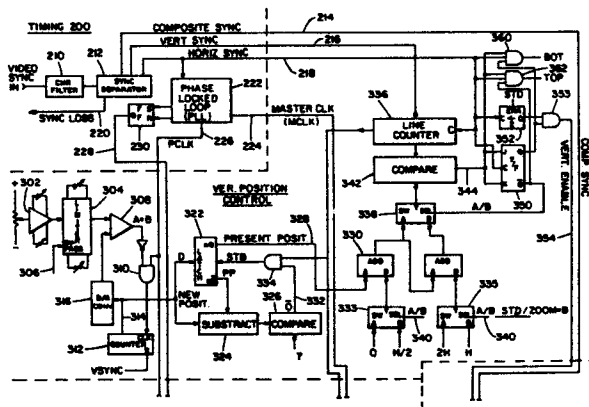 TIMING 200
COMPOSITE SYNC
214
VERT SYNC
216
HORIZ SYNC
218
210
212
VIDEO
SYNC
IN
FILTER
SYNC
SEPARATOR
SYNC LOSS
220
PHASE
LOCKED
LOOP
(PLL)
222
230
228
226
PCLK
224
MASTER CLK
(MCLK)
336
LINE
COUNTER
C
360
BOT
362
TOP
STD
352
353
342
COMPARE
344
350
338
A/B
COMP SYNC
VERT. ENABLE
354
+
302
304
308
A=B
306
310
316
D/A
314
312
COUNTER
VSYNC
VER. POSITION
CONTROL
322
328
PRESENT POSIT.
D
STB
PP
334
332
NEW
POSIT.
SUBSTRACT
324
326
COMPARE
7
330
ADD
ADD
335
333
SW
SEL
A/B
340
A/B
STD/ZOOM=B
340
0
H/2
2H
H